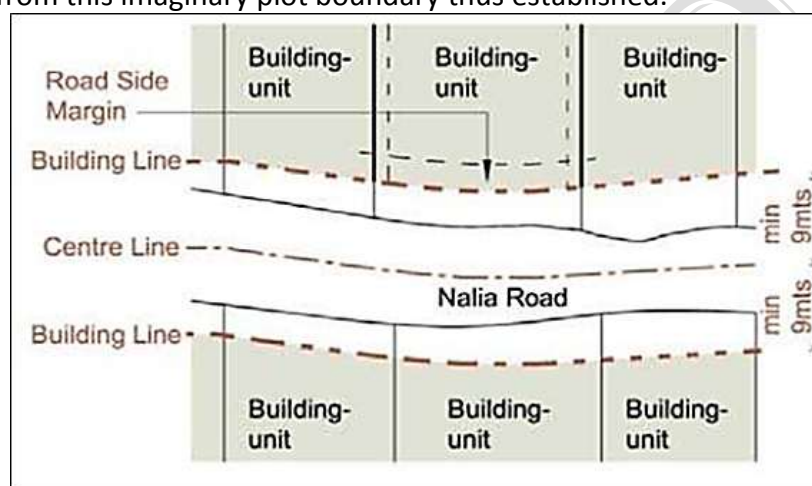 from this imaginary plot boundary thus established.
Building-
unit
Building-
unit
Building-
unit
Road Side
Margin
Building Line
min
9mts
Centre Line
Nalia Road
min
9mts
Building Line
Building-
unit
Building-
unit
Building-
unit